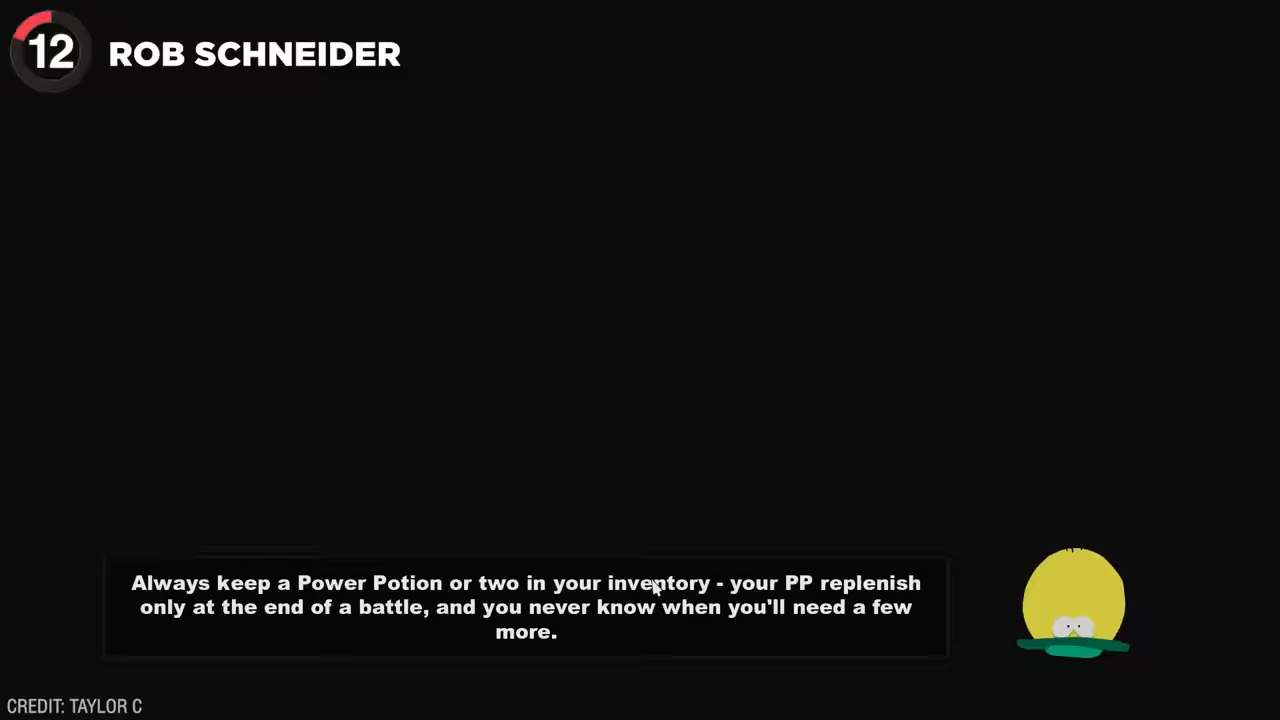 12
ROB SCHNEIDER
Always keep a Power Potion or two in your inventory - your PP replenish
only at the end of a battle, and you never know when you'll need a few
more.
CREDIT: TAYLOR C